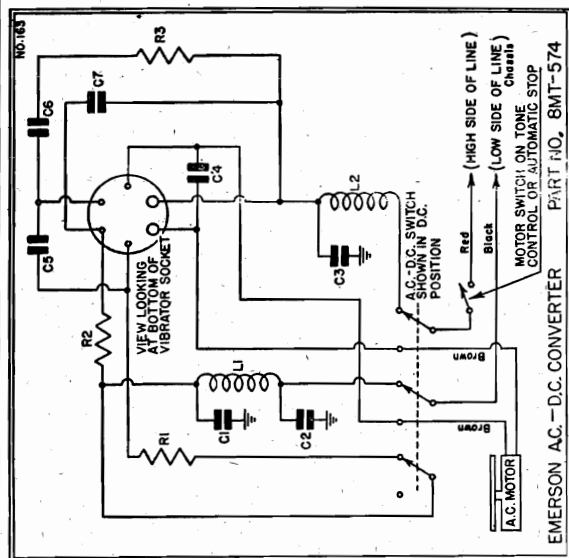 NO. 163
R3
C7
C6
C4
C5
VIEW LOOKING
AT BOTTOM OF
VIBRATOR SOCKET
R2
L2
C3
A.C.-D.C. SWITCH
SHOWN IN D.C.
POSITION
L1
C1
C2
R1
Red
(HIGH SIDE OF LINE)
Black
(LOW SIDE OF LINE)
Chassis
MOTOR SWITCH ON TONE
CONTROL OR AUTOMATIC STOP
Brown
Brown
A.C. MOTOR
EMERSON A.C.-D.C. CONVERTER PART NO. 8MT-574